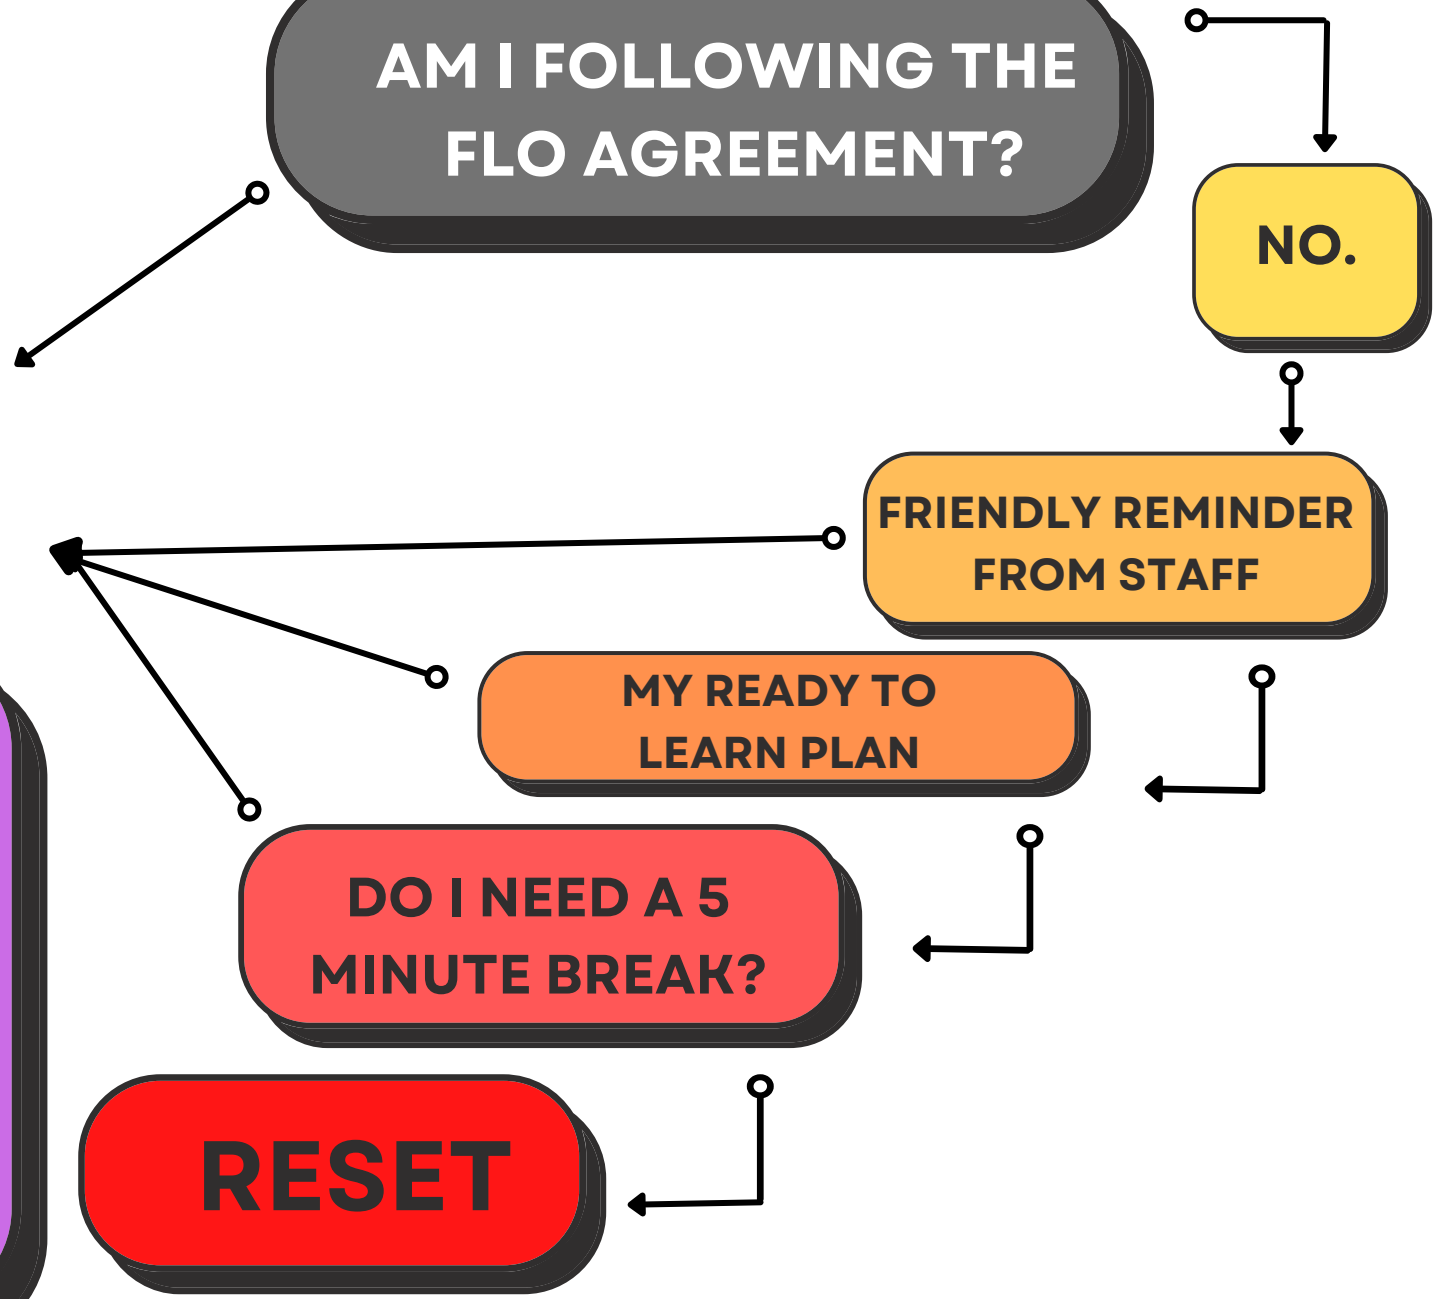 AM I FOLLOWING THE
FLO AGREEMENT?
NO.
FRIENDLY REMINDER
FROM STAFF
MY READY TO
LEARN PLAN
DO I NEED A 5
MINUTE BREAK?
RESET